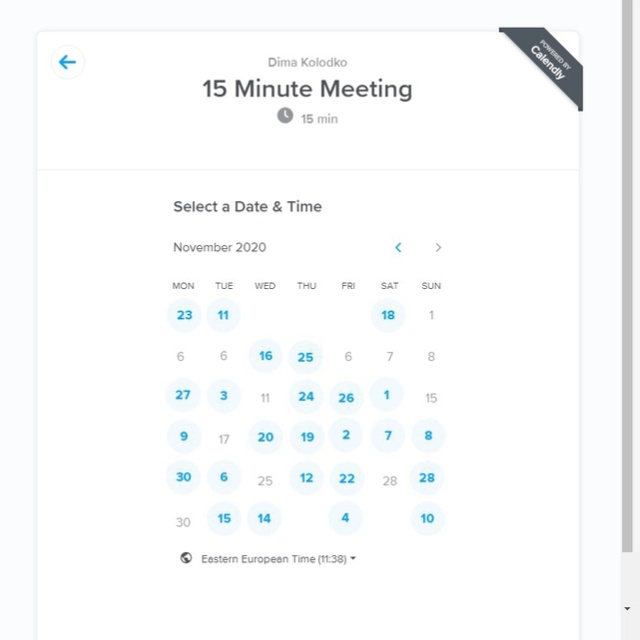 Dima Kolodko
15 Minute Meeting
15 min
POWERED BY
Calendly
Select a Date & Time
November 2020
MON TUE WED THU FRI SAT SUN
23 11 18 1
6 6 16 25 6 7 8
27 3 11 24 26 1 15
9 17 20 19 2 7 8
30 6 25 12 22 28 28
30 15 14 4 10
Eastern European Time (11:38)